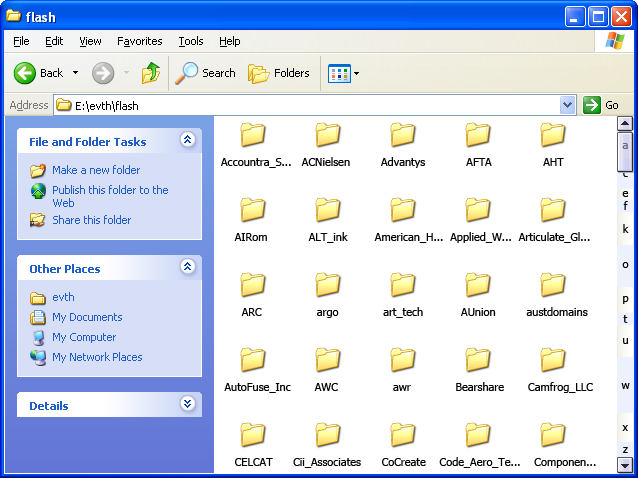 flash
File Edit View Favorites Tools Help
Back Search Folders
Address E:\evth\flash Go
File and Folder Tasks
Make a new folder
Publish this folder to the
Web
Share this folder
Other Places
evth
My Documents
My Computer
My Network Places
Details
Accountra_S... ACNielsen Advantys AFTA AHT
AIRom ALT_ink American_H... Applied_W... Articulate_Gl...
ARC argo art_tech AUnion austdomains
AutoFuse_Inc AWC awr Bearshare Camfrog_LLC
CELCAT Cii_Associates CoCreate Code_Aero_Te... Componen...
a
c
e
f
k
o
p
t
u
w
x
z